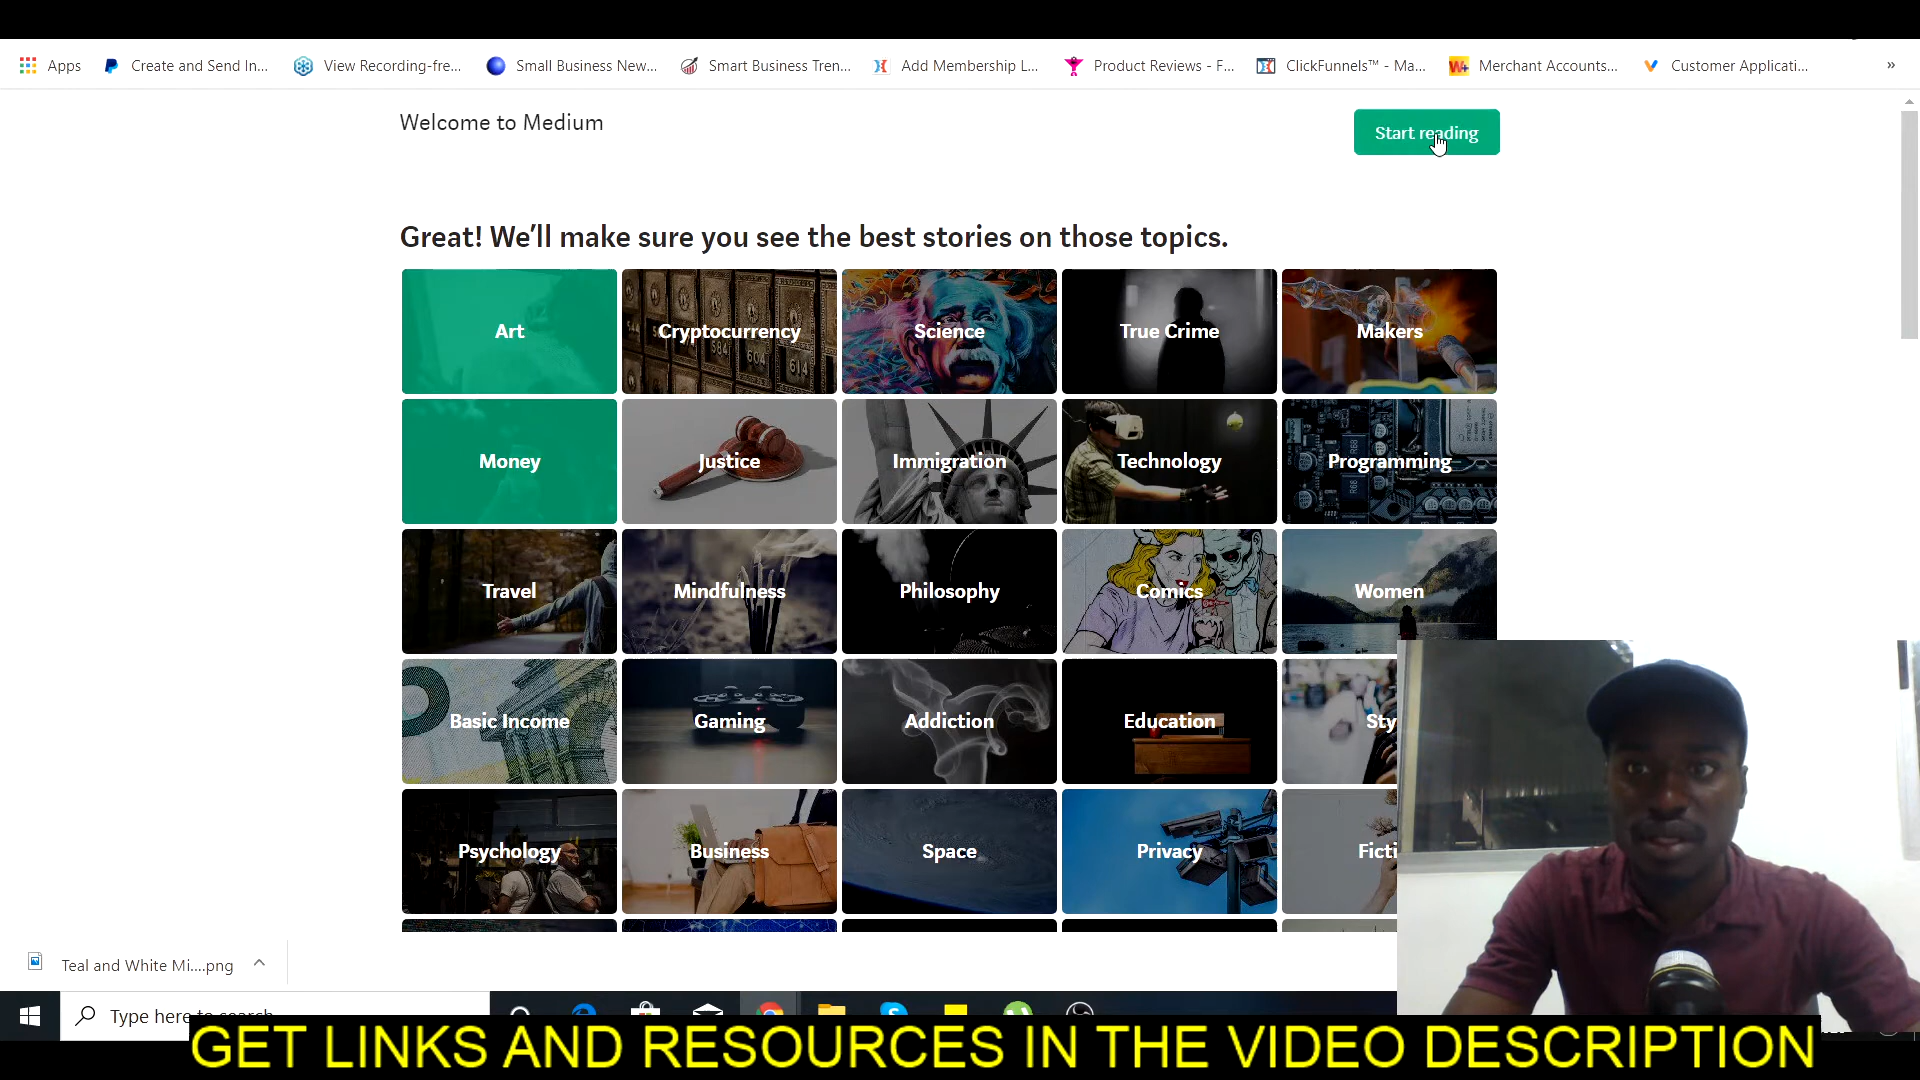 Apps Create and Send In... View Recording-fre... Small Business New... Smart Business Tren... Add Membership L... Product Reviews - F... ClickFunnels™ - Ma... Merchant Accounts... Customer Applicati... »
Welcome to Medium
Start reading
Great! We'll make sure you see the best stories on those topics.
Art Cryptocurrency Science True Crime Makers
Money Justice Immigration Technology Programming
Travel Mindfulness Philosophy Comics Women
Basic Income Gaming Addiction Education Sty
Psychology Business Space Privacy Ficti
Teal and White Mi....png
Type here to search
GET LINKS AND RESOURCES IN THE VIDEO DESCRIPTION